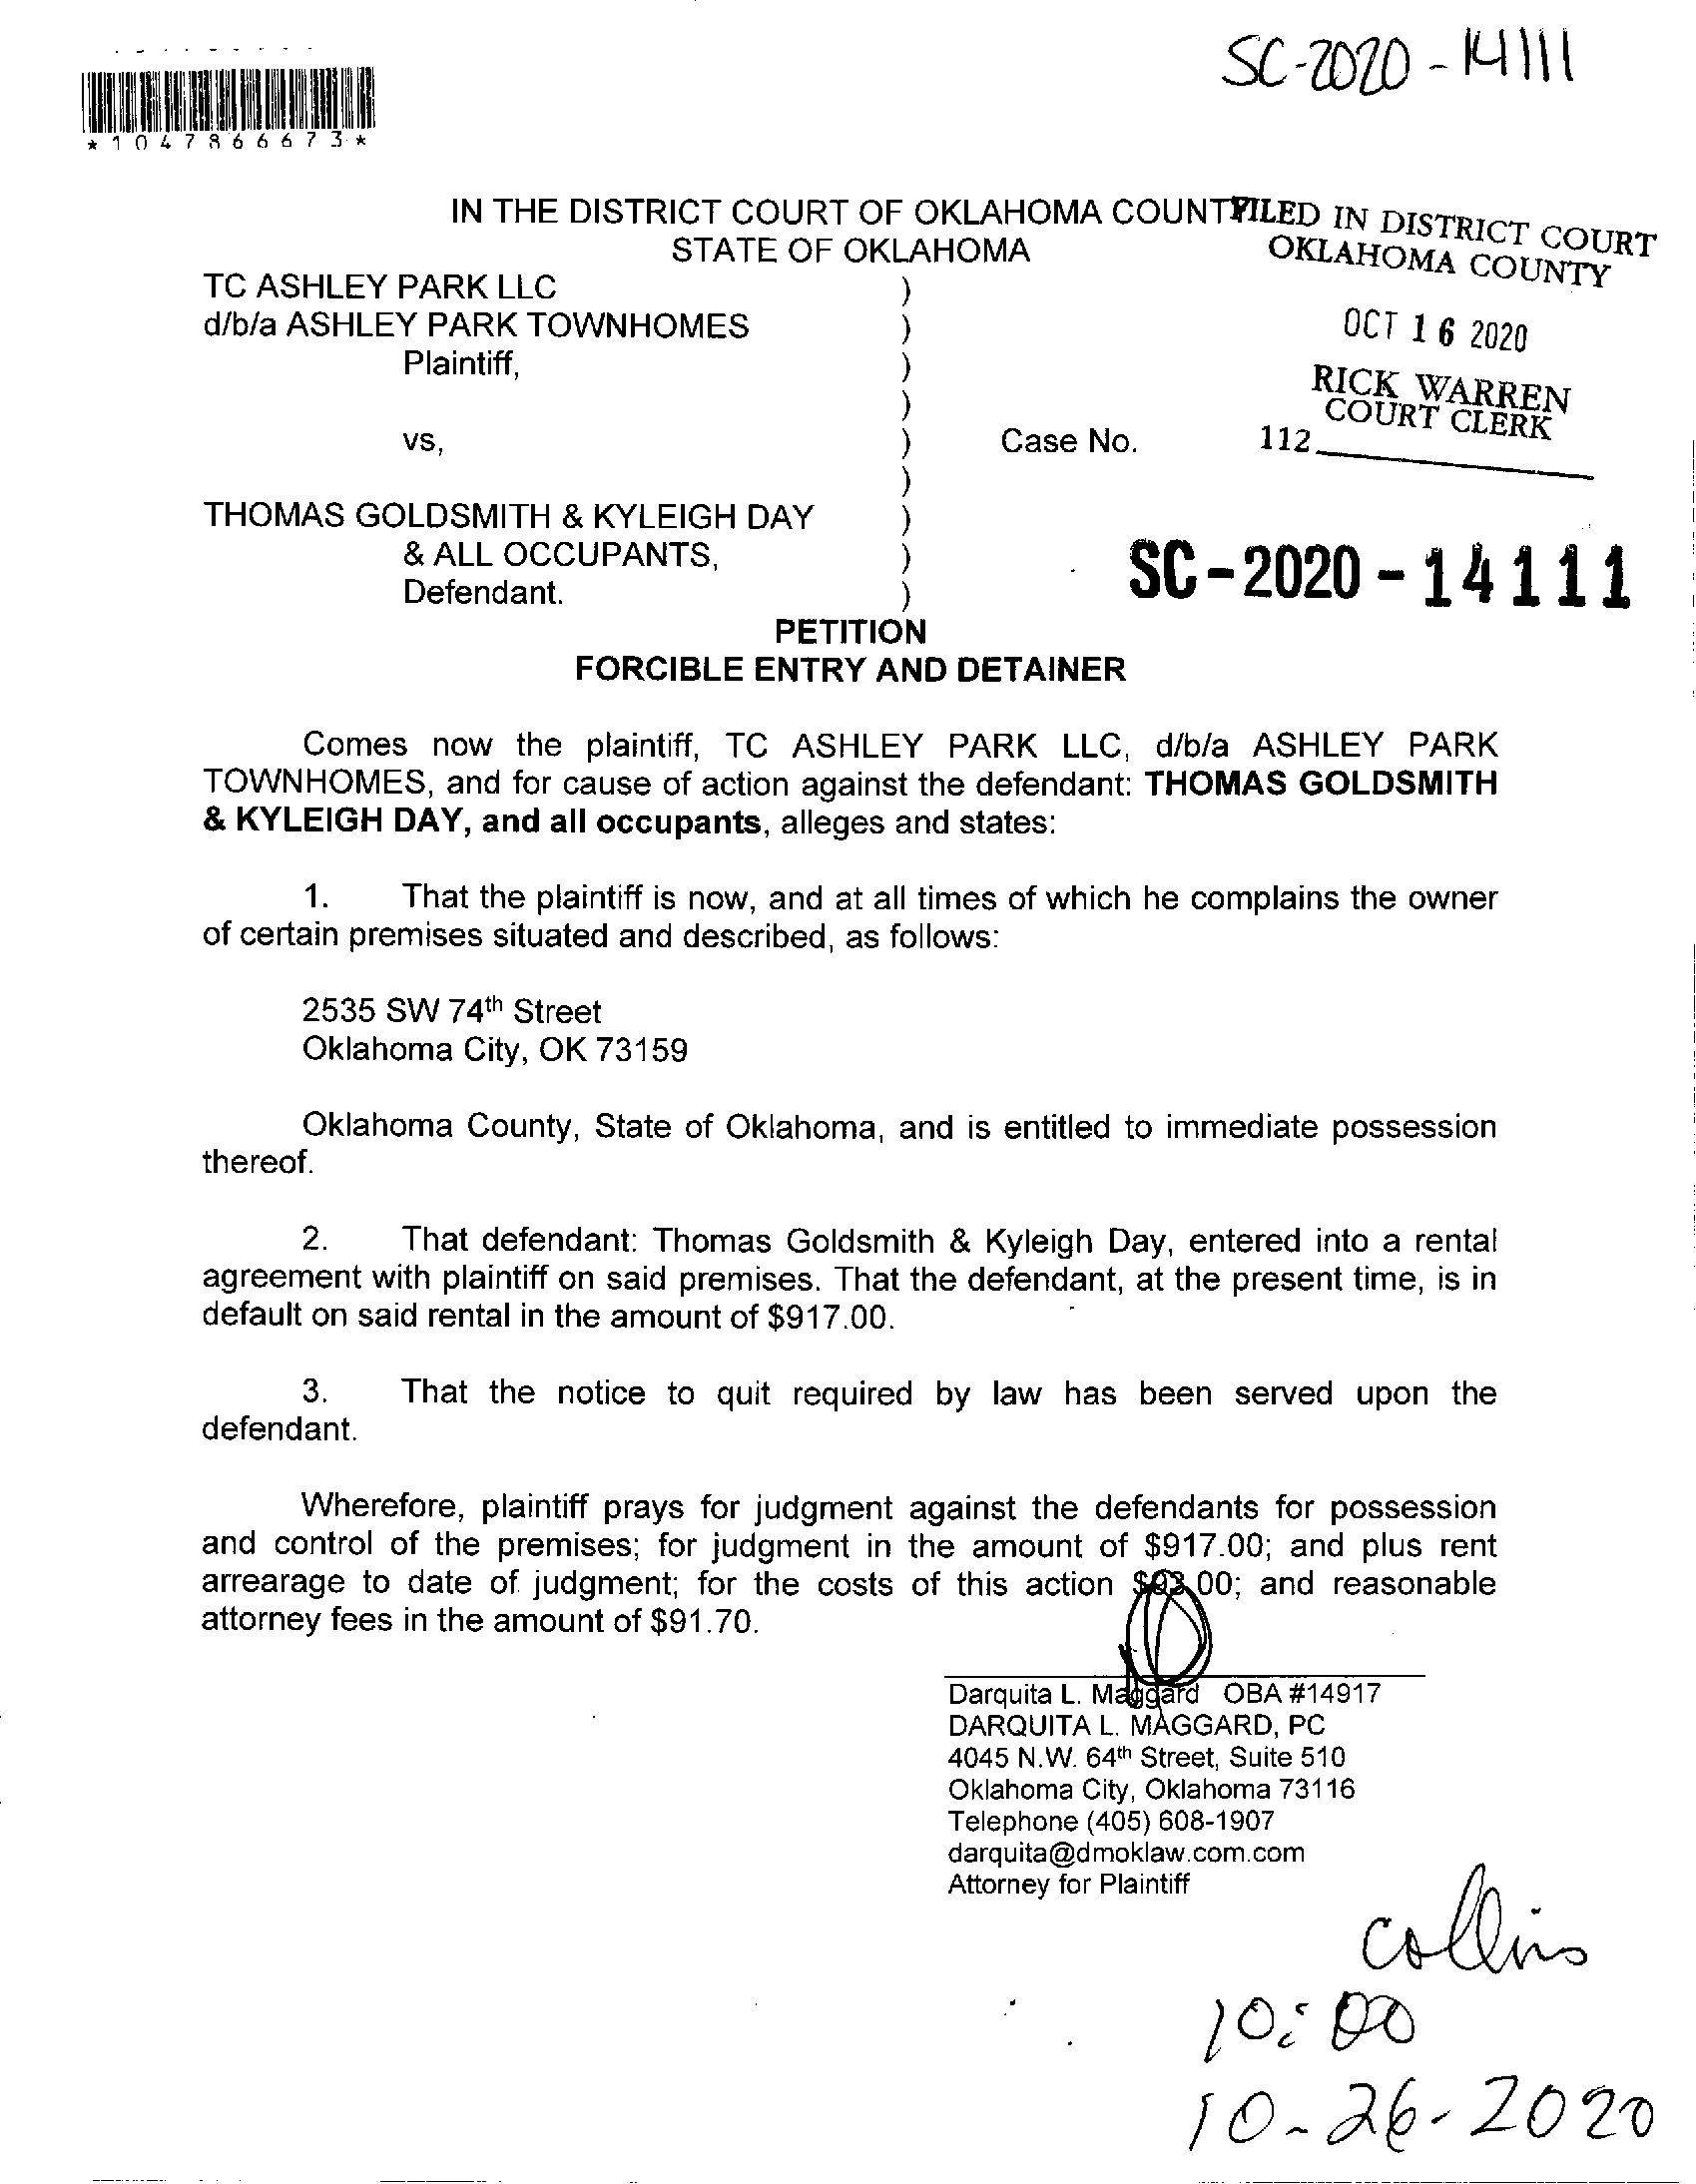 SC-2020-14111
*1047866673*
IN THE DISTRICT COURT OF OKLAHOMA COUNTY
FILED IN DISTRICT COURT
OKLAHOMA COUNTY
STATE OF OKLAHOMA
TC ASHLEY PARK LLC )
d/b/a ASHLEY PARK TOWNHOMES )
OCT 16 2020
Plaintiff, )
RICK WARREN
COURT CLERK
)
vs, ) Case No. 112
)
THOMAS GOLDSMITH & KYLEIGH DAY )
& ALL OCCUPANTS, )
SC-2020-14111
Defendant. )
PETITION
FORCIBLE ENTRY AND DETAINER
Comes now the plaintiff, TC ASHLEY PARK LLC, d/b/a ASHLEY PARK
TOWNHOMES, and for cause of action against the defendant: THOMAS GOLDSMITH
& KYLEIGH DAY, and all occupants, alleges and states:
1. That the plaintiff is now, and at all times of which he complains the owner
of certain premises situated and described, as follows:
2535 SW 74th Street
Oklahoma City, OK 73159
Oklahoma County, State of Oklahoma, and is entitled to immediate possession
thereof.
2. That defendant: Thomas Goldsmith & Kyleigh Day, entered into a rental
agreement with plaintiff on said premises. That the defendant, at the present time, is in
default on said rental in the amount of $917.00.
3. That the notice to quit required by law has been served upon the
defendant.
Wherefore, plaintiff prays for judgment against the defendants for possession
and control of the premises; for judgment in the amount of $917.00; and plus rent
arrearage to date of judgment; for the costs of this action 00; and reasonable
attorney fees in the amount of $91.70.
Darquita L. Maggard OBA #14917
DARQUITA L. MAGGARD, PC
4045 N.W. 64th Street, Suite 510
Oklahoma City, Oklahoma 73116
Telephone (405) 608-1907
darquita@dmoklaw.com.com
Attorney for Plaintiff
Collins
10:00
10-26-2020